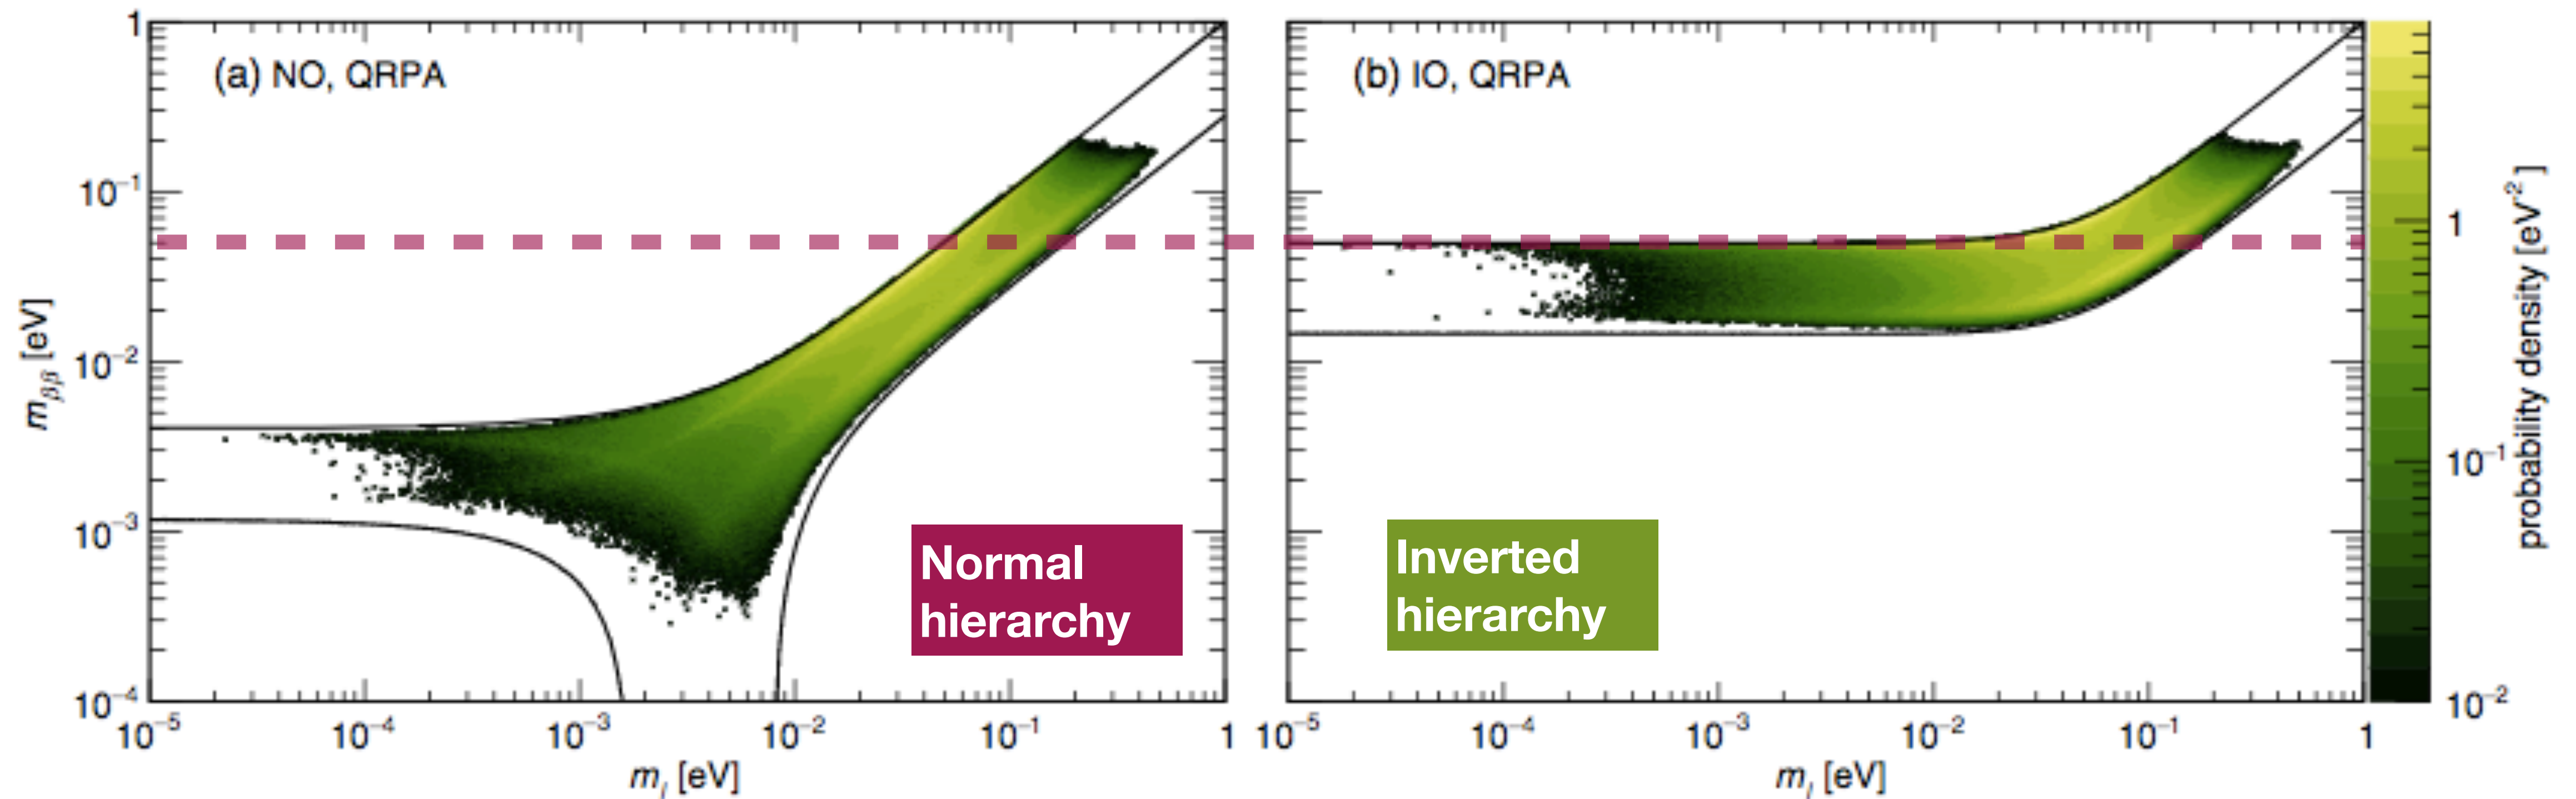 (a) NO, QRPA
(b) IO, QRPA
1
10⁻¹
10⁻²
10⁻³
10⁻⁴
m_ββ [eV]
Normal
hierarchy
Inverted
hierarchy
10⁻⁵ 10⁻⁴ 10⁻³ 10⁻² 10⁻¹ 1
m_l [eV]
10⁻⁵ 10⁻⁴ 10⁻³ 10⁻² 10⁻¹ 1
m_l [eV]
1
10⁻¹
10⁻²
probability density [eV⁻²]